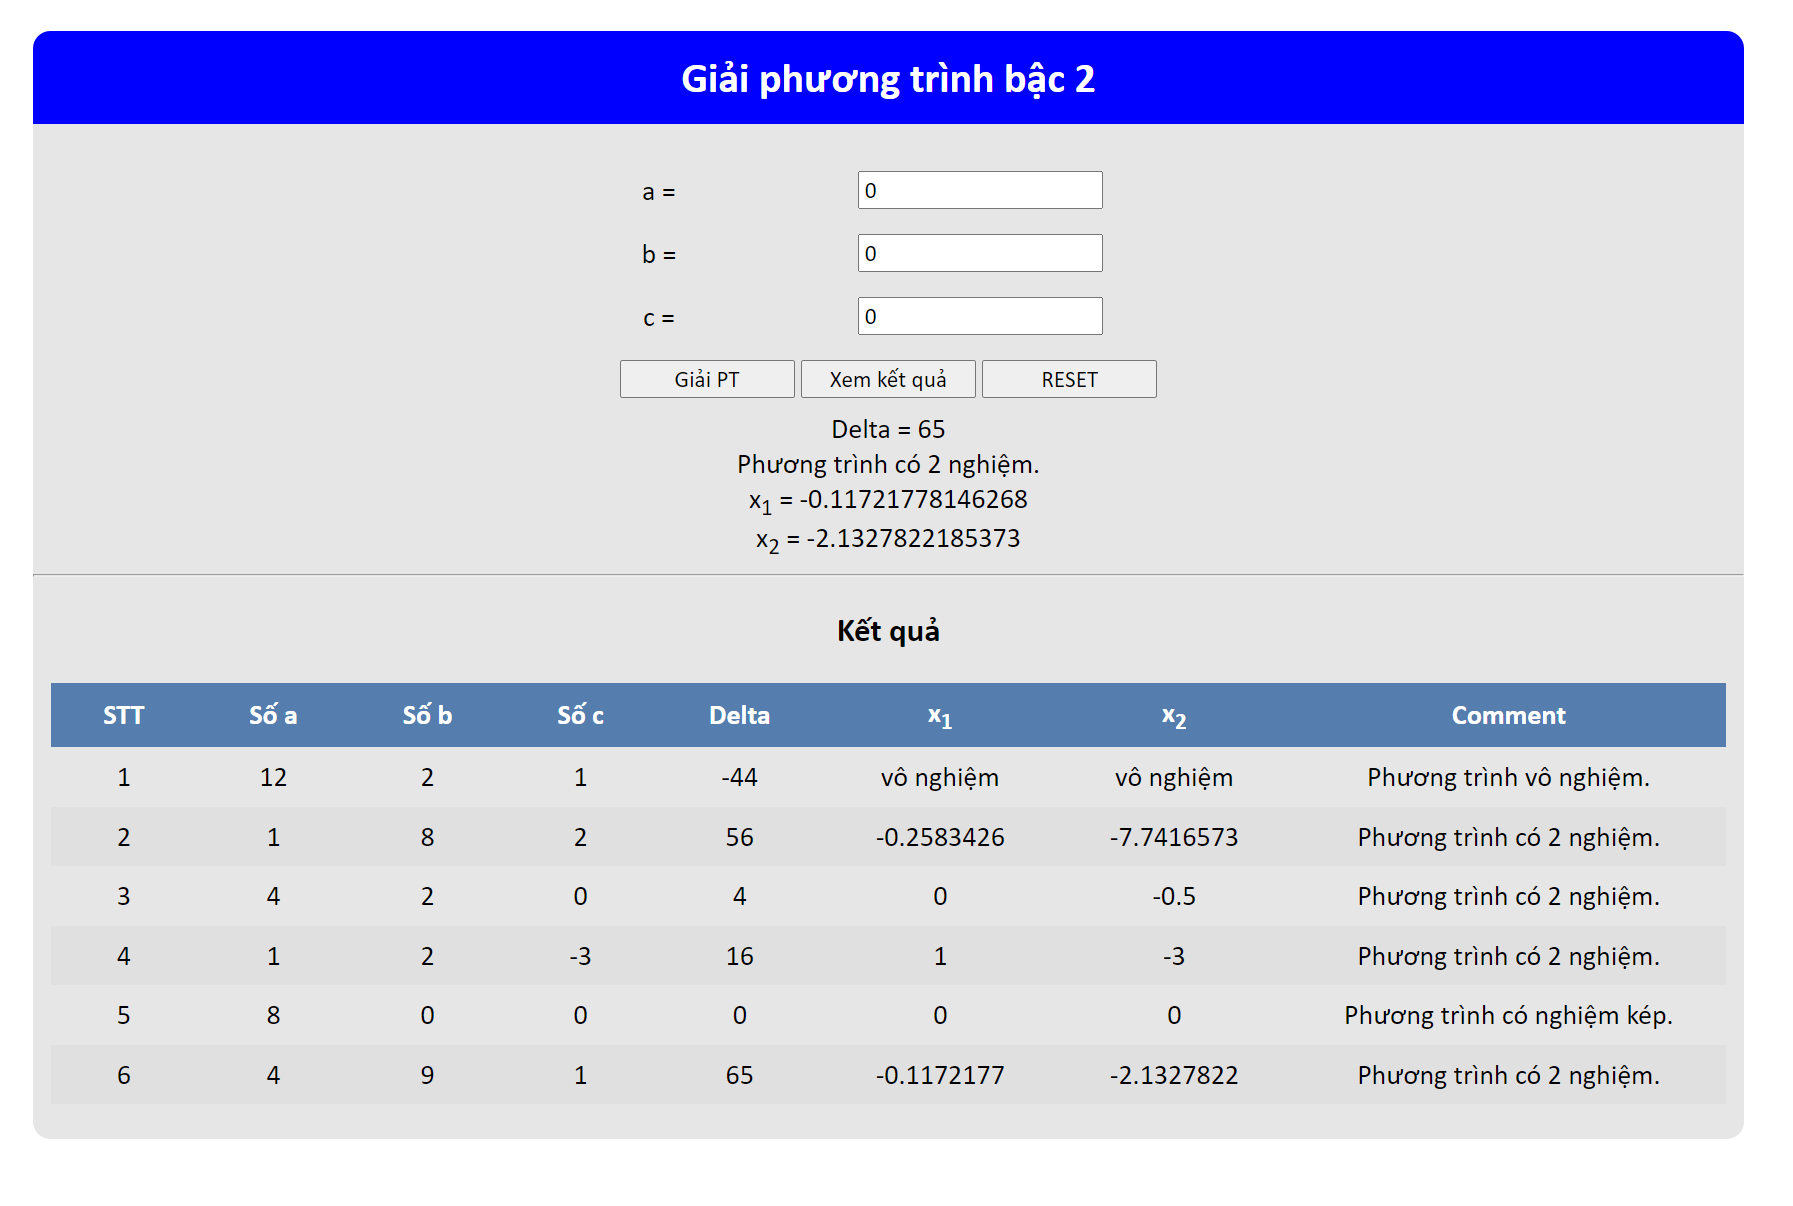 Giải phương trình bậc 2
a = 0
b = 0
c = 0
Giải PT Xem kết quả RESET
Delta = 65
Phương trình có 2 nghiệm.
x1 = -0.11721778146268
x2 = -2.1327822185373
Kết quả
STT Số a Số b Số c Delta x1 x2 Comment
1 12 2 1 -44 vô nghiệm vô nghiệm Phương trình vô nghiệm.
2 1 8 2 56 -0.2583426 -7.7416573 Phương trình có 2 nghiệm.
3 4 2 0 4 0 -0.5 Phương trình có 2 nghiệm.
4 1 2 -3 16 1 -3 Phương trình có 2 nghiệm.
5 8 0 0 0 0 0 Phương trình có nghiệm kép.
6 4 9 1 65 -0.1172177 -2.1327822 Phương trình có 2 nghiệm.